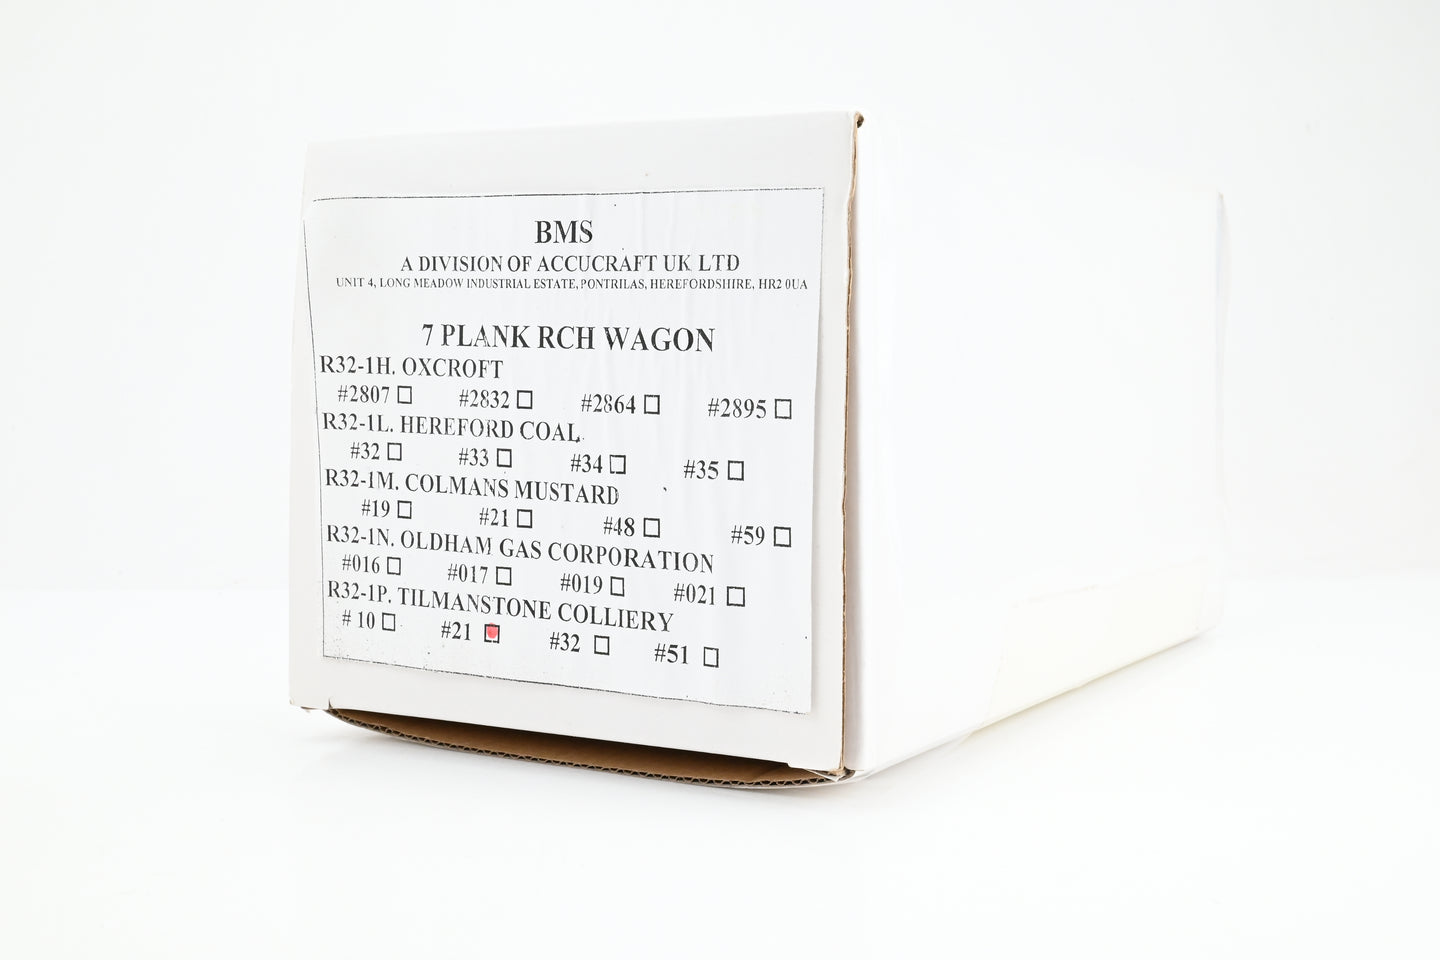 BMS
A DIVISION OF ACCUCRAFT UK LTD
UNIT 4, LONG MEADOW INDUSTRIAL ESTATE, PONTRILAS, HEREFORDSHIRE, HR2 0UA
7 PLANK RCH WAGON
R32-1H. OXCROFT
#2807 ☐ #2832 ☐ #2864 ☐ #2895 ☐
R32-1L. HEREFORD COAL
#32 ☐ #33 ☐ #34 ☐ #35 ☐
R32-1M. COLMANS MUSTARD
#19 ☐ #21 ☐ #48 ☐ #59 ☐
R32-1N. OLDHAM GAS CORPORATION
#016 ☐ #017 ☐ #019 ☐ #021 ☐
R32-1P. TILMANSTONE COLLIERY
# 10 ☐ #21 ☐ #32 ☐ #51 ☐